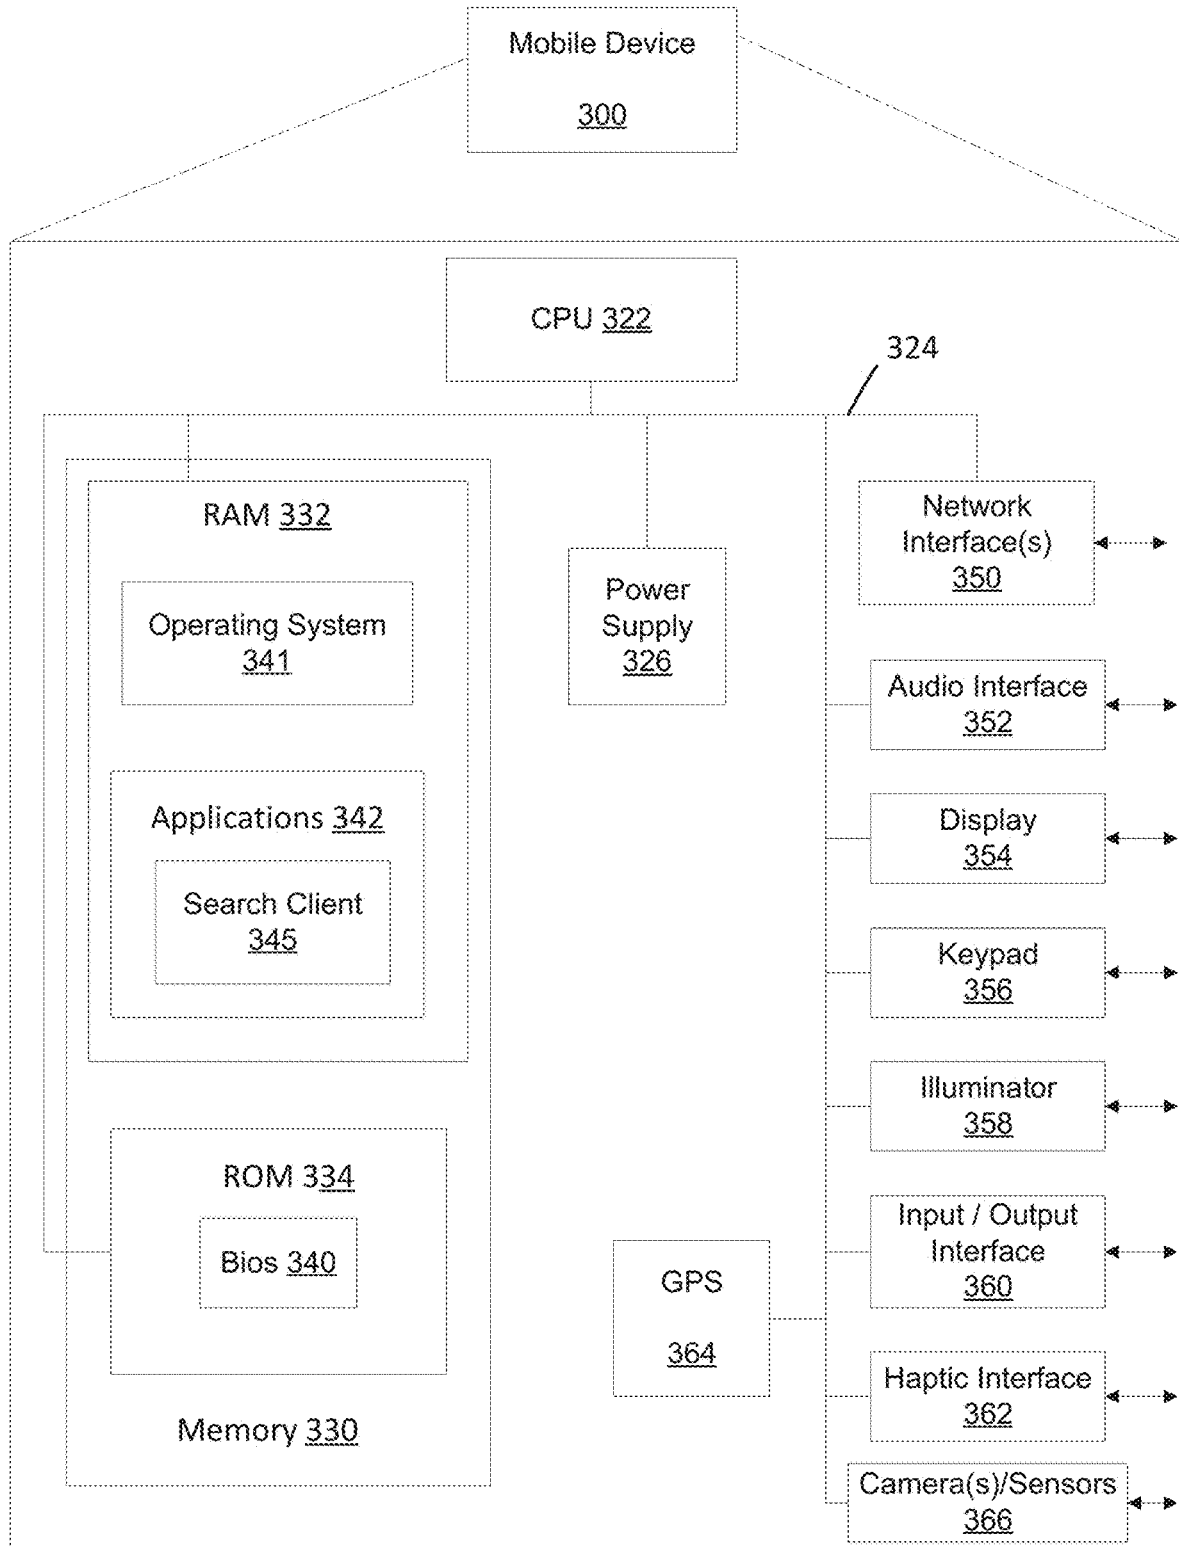 Mobile Device
300
CPU 322
324
RAM 332
Operating System
341
Applications 342
Search Client
345
ROM 334
Bios 340
Memory 330
Power
Supply
326
GPS
364
Network
Interface(s)
350
Audio Interface
352
Display
354
Keypad
356
Illuminator
358
Input / Output
Interface
360
Haptic Interface
362
Camera(s)/Sensors
366